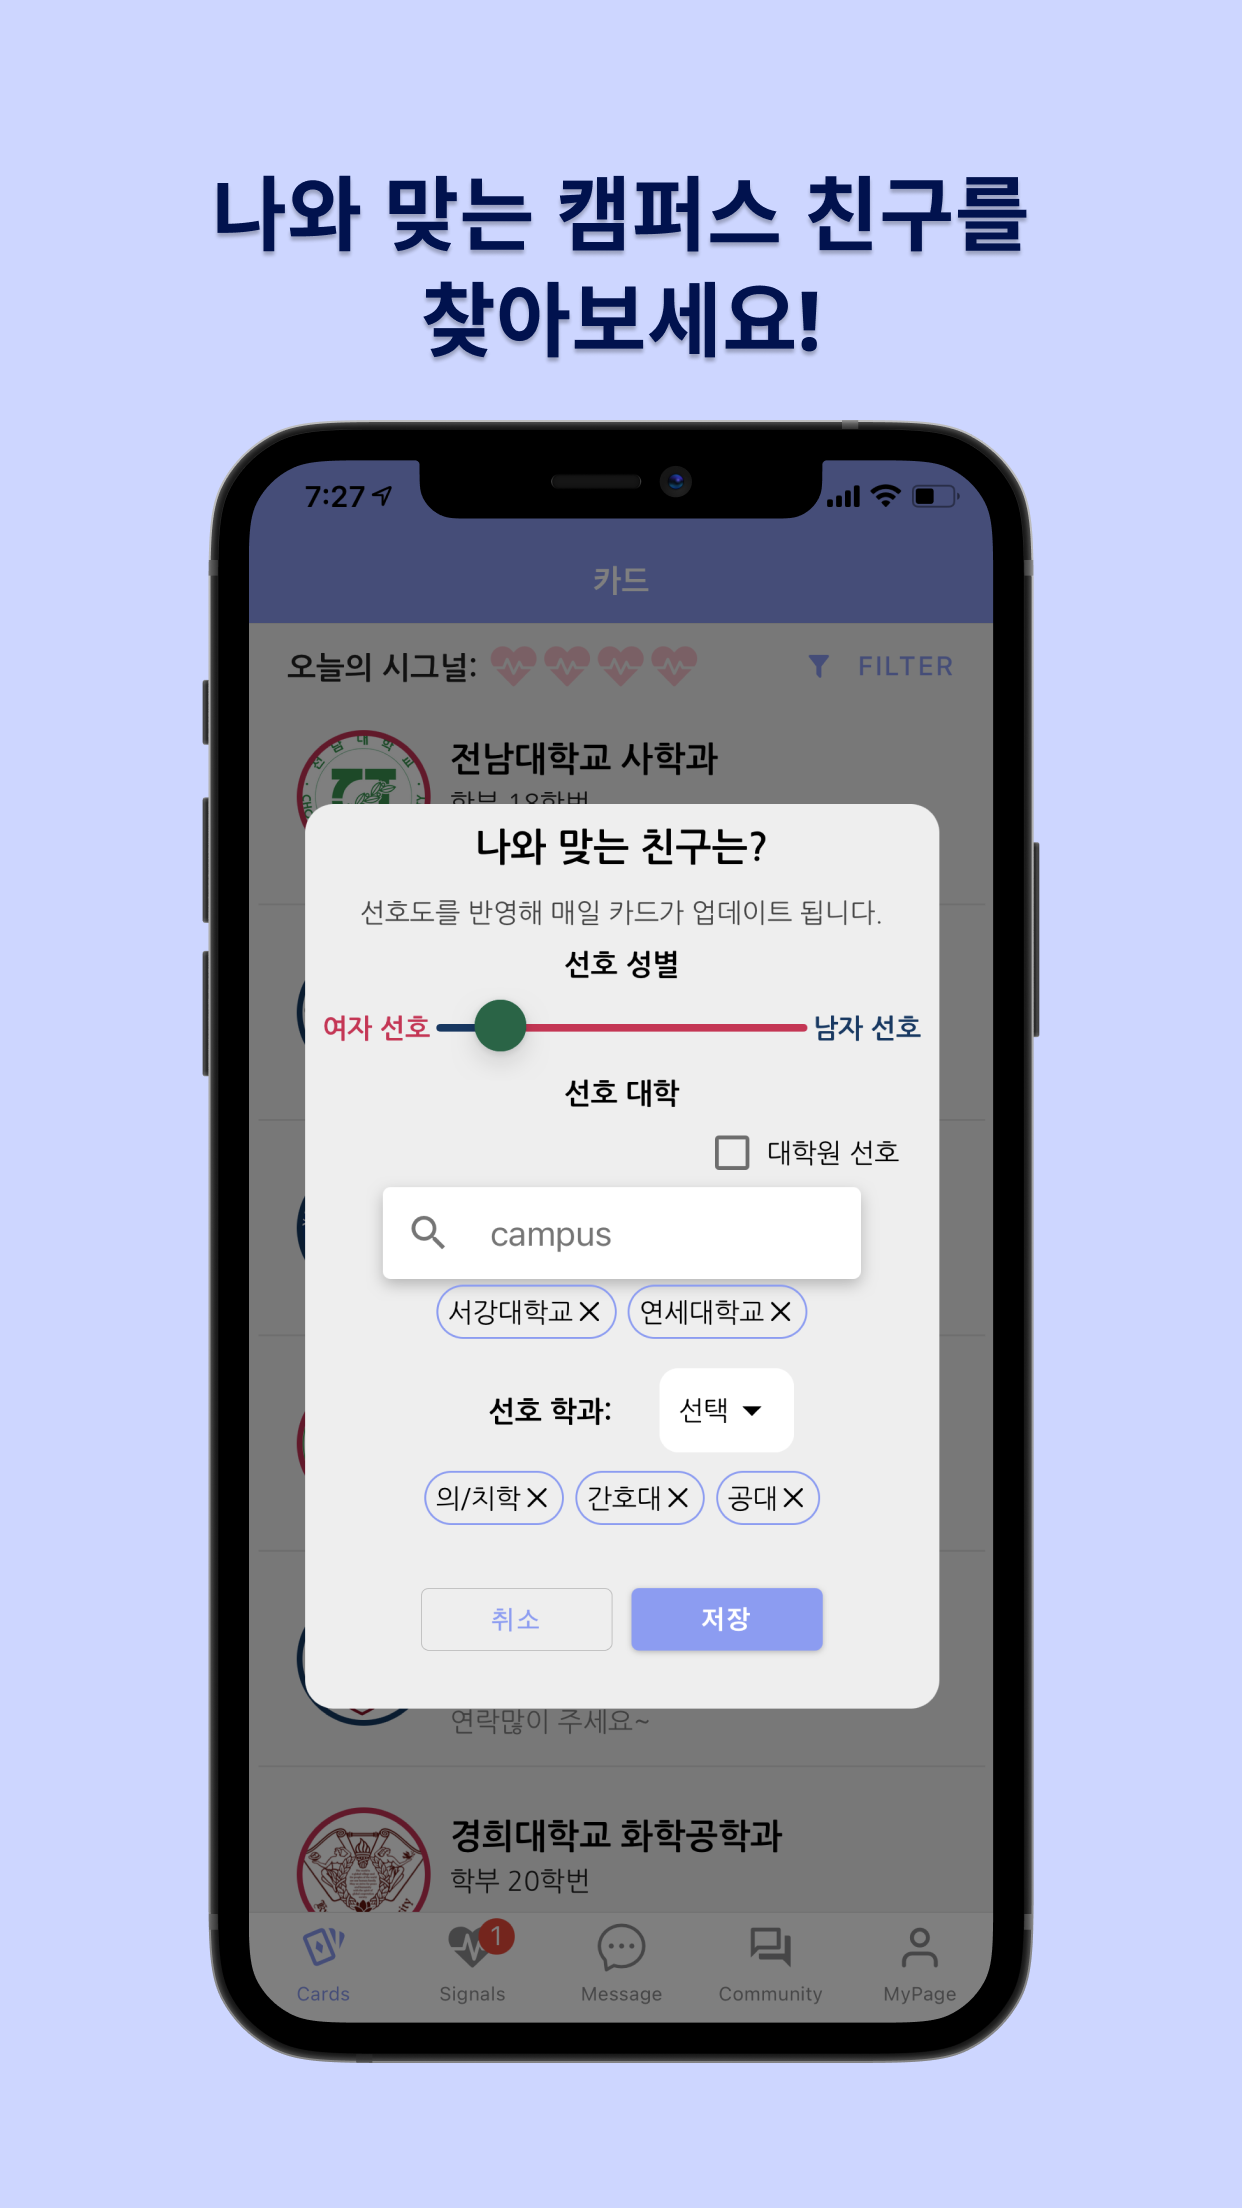 나와 맞는 캠퍼스 친구를
찾아보세요!
7:27
카드
오늘의 시그널:
FILTER
전남대학교
전남대학교 사학과
학부 18학번
나와 맞는 친구는?
선호도를 반영해 매일 카드가 업데이트 됩니다.
선호 성별
여자 선호
남자 선호
선호 대학
대학원 선호
campus
서강대학교
연세대학교
선호 학과:
선택
의/치학
간호대
공대
취소
저장
연락많이 주세요~
경희대학교 화학공학과
학부 20학번
1
Cards
Signals
Message
Community
MyPage